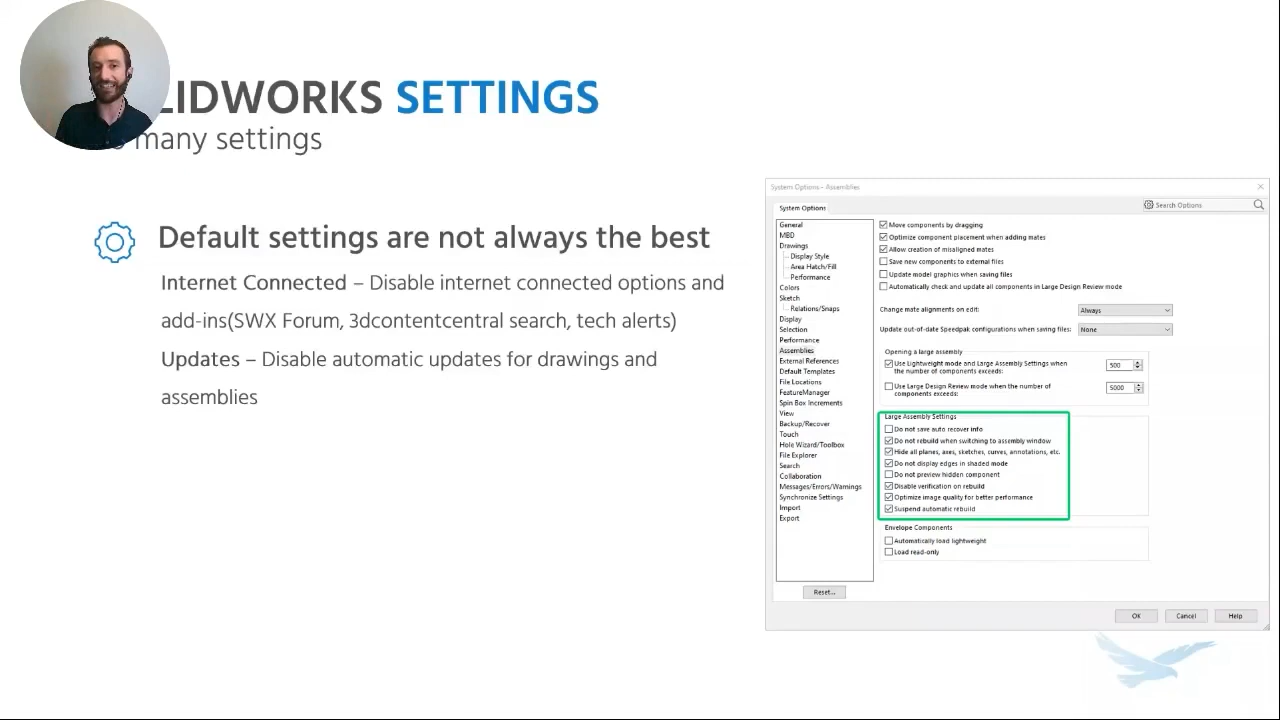 LIDWORKS SETTINGS
many settings
Default settings are not always the best
Internet Connected – Disable internet connected options and
add-ins(SWX Forum, 3dcontentcentral search, tech alerts)
Updates – Disable automatic updates for drawings and
assemblies
System Options - Assemblies
System Options
Search Options
General
MBD
Drawings
Display Style
Area Hatch/Fill
Performance
Colors
Sketch
Relations/Snaps
Display
Selection
Performance
Assemblies
External References
Default Templates
File Locations
FeatureManager
Spin Box Increments
View
Backup/Recover
Touch
Hole Wizard/Toolbox
File Explorer
Search
Collaboration
Messages/Errors/Warnings
Synchronize Settings
Import
Export
Reset...
Move components by dragging
Optimize component placement when adding mates
Allow creation of misaligned mates
Save new components to external files
Update model graphics when saving files
Automatically check and update all components in Large Design Review mode
Change mate alignments on edit: Always
Update out-of-date Speedpak configurations when saving files: None
Opening a large assembly
Use Lightweight mode and Large Assembly Settings when
the number of components exceeds: 500
Use Large Design Review mode when the number of
components exceeds: 5000
Large Assembly Settings
Do not save auto recover info
Do not rebuild when switching to assembly window
Hide all planes, axes, sketches, curves, annotations, etc.
Do not display edges in shaded mode
Do not preview hidden component
Disable verification on rebuild
Optimize image quality for better performance
Suspend automatic rebuild
Envelope Components
Automatically load lightweight
Load read-only
OK Cancel Help